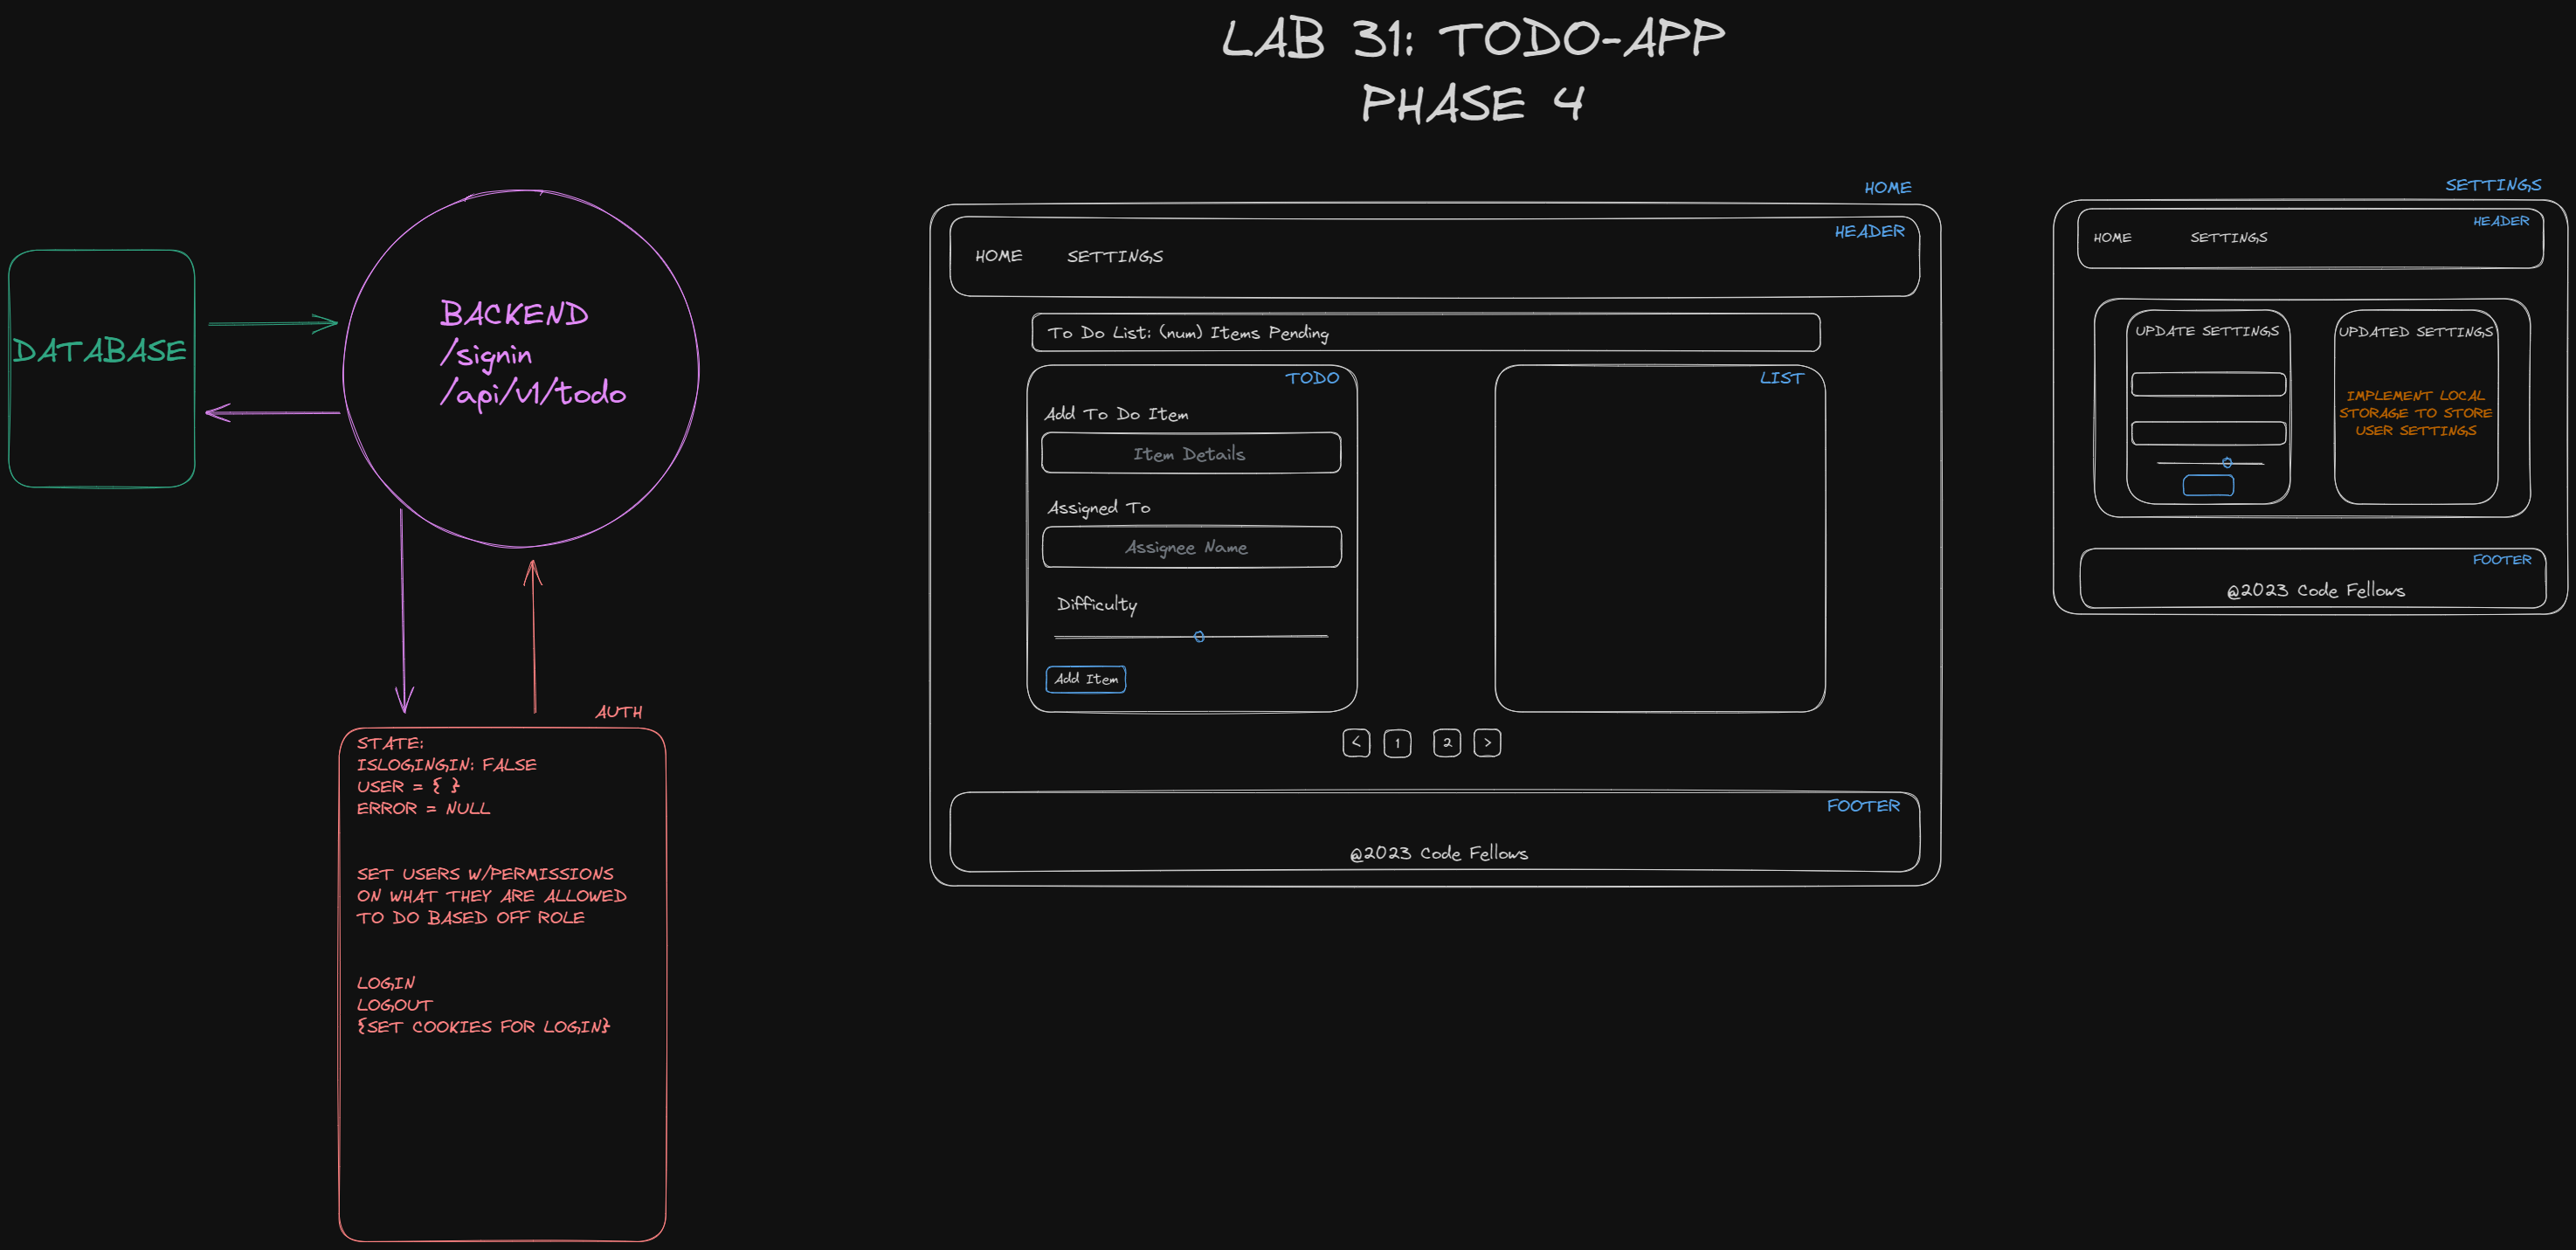 LAB 31: TODO-APP
PHASE 4
DATABASE
BACKEND
/signin
/api/v1/todo
AUTH
STATE:
ISLOGINGIN: FALSE
USER = { }
ERROR = NULL
SET USERS W/PERMISSIONS
ON WHAT THEY ARE ALLOWED
TO DO BASED OFF ROLE
LOGIN
LOGOUT
{SET COOKIES FOR LOGIN}
HOME
HEADER
HOME SETTINGS
To Do List: (num) Items Pending
TODO
Add To Do Item
Item Details
Assigned To
Assignee Name
Difficulty
Add Item
LIST
< 1 2 >
FOOTER
@2023 Code Fellows
SETTINGS
HEADER
HOME SETTINGS
UPDATE SETTINGS
UPDATED SETTINGS
IMPLEMENT LOCAL
STORAGE TO STORE
USER SETTINGS
FOOTER
@2023 Code Fellows